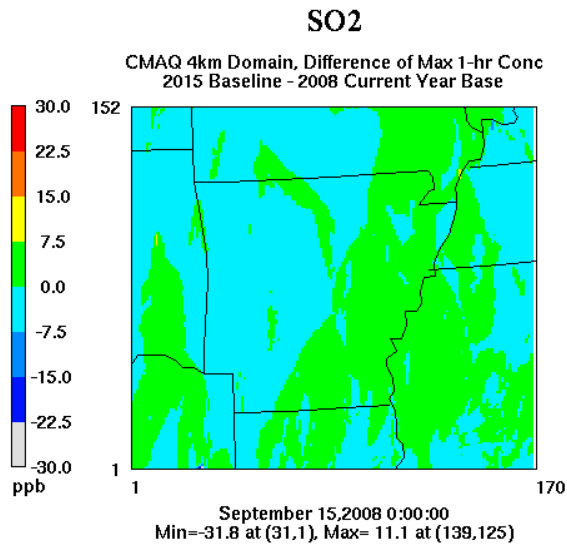 SO2
CMAQ 4km Domain, Difference of Max 1-hr Conc
2015 Baseline - 2008 Current Year Base
30.0
22.5
15.0
7.5
0.0
-7.5
-15.0
-22.5
-30.0
ppb
152
1
1
170
September 15,2008 0:00:00
Min=-31.8 at (31,1), Max= 11.1 at (139,125)